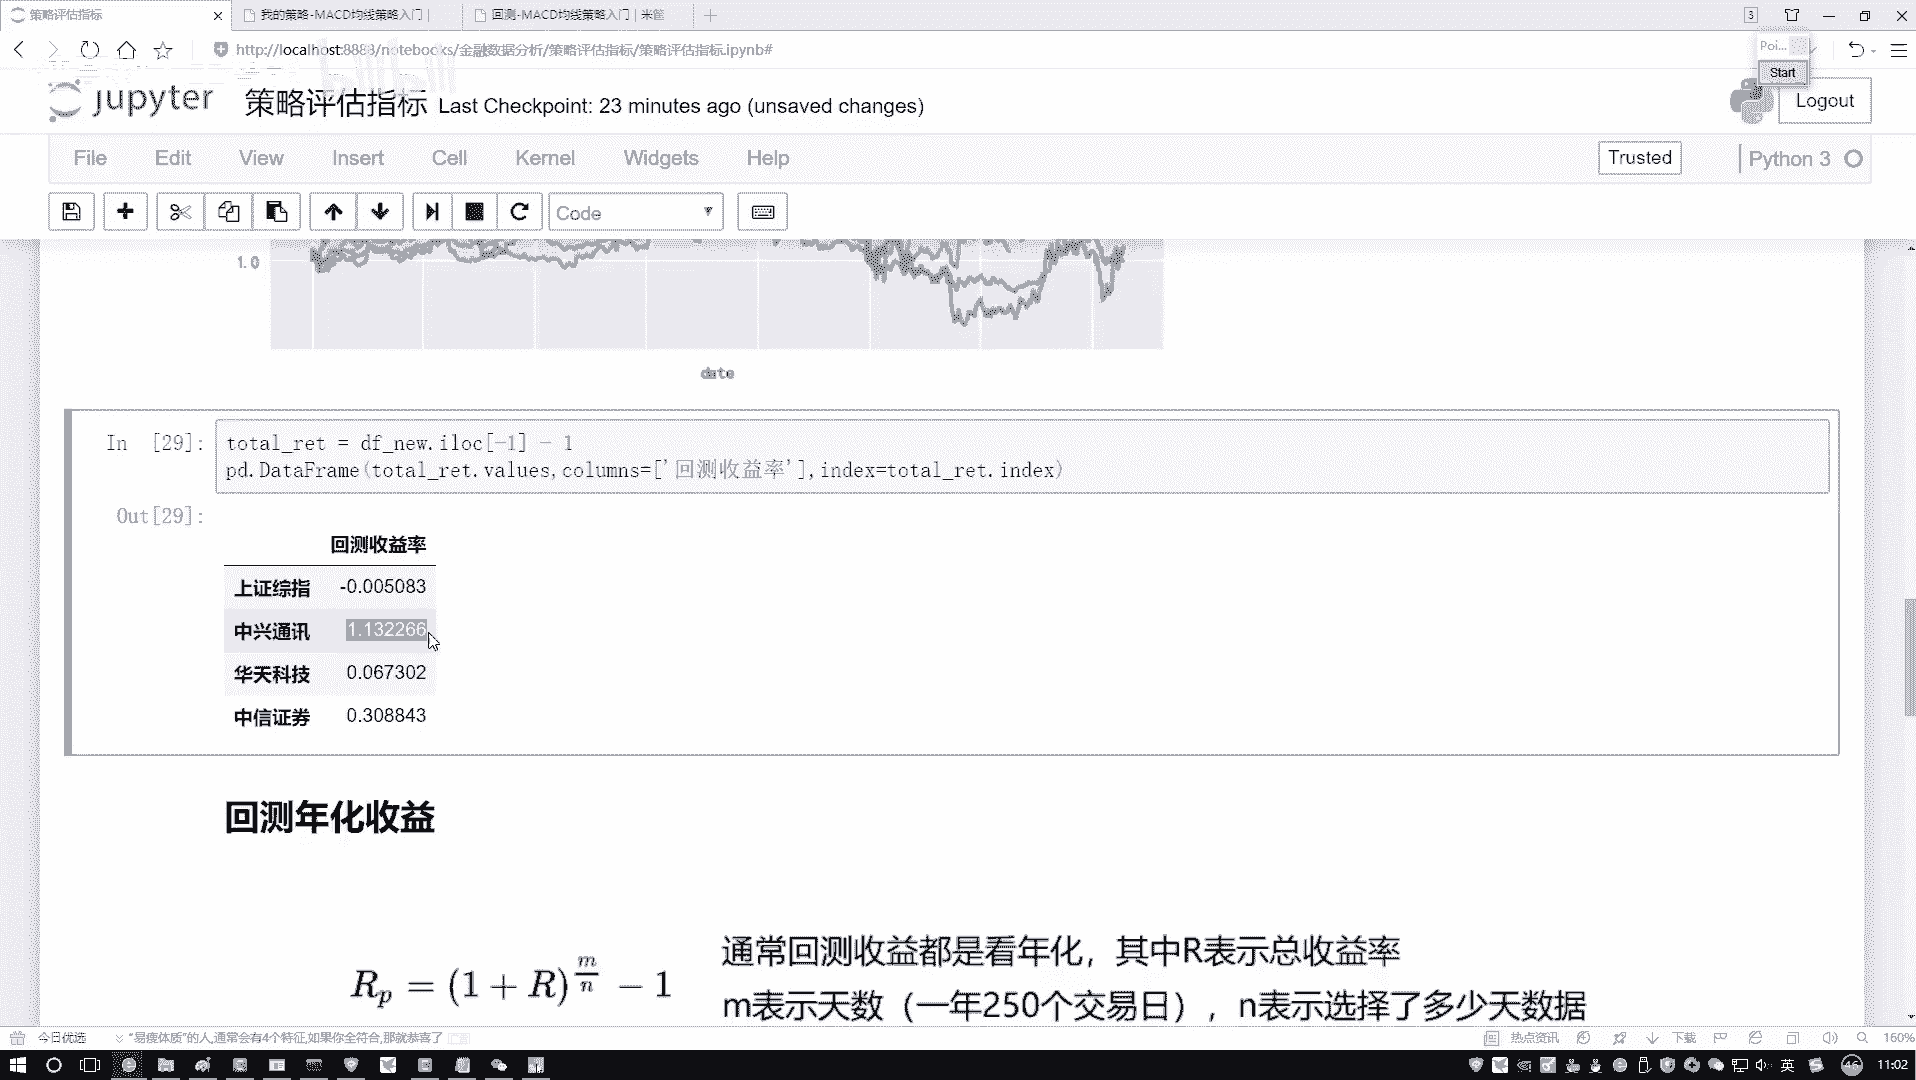 策略评估指标
我的策略-MACD均线策略入门 |
回测-MACD均线策略入门 | 米筐
3
http://localhost:8888/notebooks/金融数据分析/策略评估指标/策略评估指标.ipynb#
Poi...
Start
jupyter 策略评估指标 Last Checkpoint: 23 minutes ago (unsaved changes)
Logout
File Edit View Insert Cell Kernel Widgets Help
Trusted
Python 3
Code
1.0
date
In [29]:
total_ret = df_new.iloc[-1] - 1
pd.DataFrame(total_ret.values,columns=['回测收益率'],index=total_ret.index)
Out[29]:
回测收益率
上证综指 -0.005083
中兴通讯 1.132266
华天科技 0.067302
中信证券 0.308843
回测年化收益
R_p = (1 + R)^{m/n} − 1
通常回测收益都是看年化，其中R表示总收益率
m表示天数（一年250个交易日），n表示选择了多少天数据
今日优选
“易瘦体质”的人,通常会有4个特征,如果你全符合,那就恭喜了
热点资讯
下载
160%
英
46
11:02